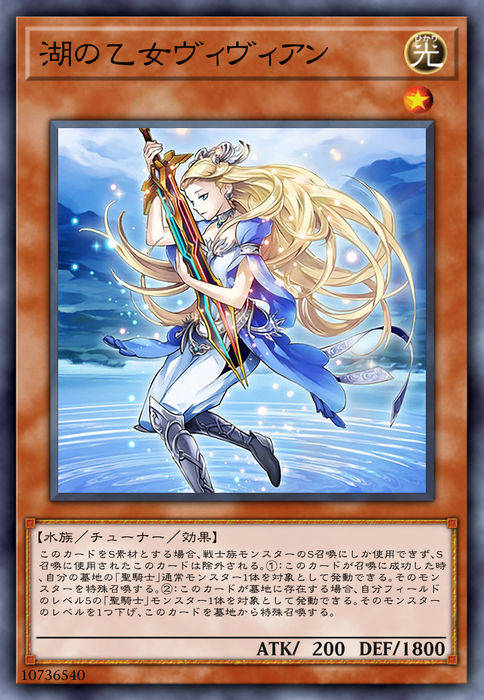 湖の乙女ヴィヴィアン
ひかり
光
【水族／チューナー／効果】
このカードをS素材とする場合、戦士族モンスターのS召喚にしか使用できず、S
召喚に使用されたこのカードは除外される。①：このカードが召喚に成功した時、
自分の墓地の「聖騎士」通常モンスター1体を対象として発動できる。そのモン
スターを特殊召喚する。②：このカードが墓地に存在する場合、自分フィールド
のレベル5の「聖騎士」モンスター1体を対象として発動できる。そのモンスター
のレベルを1つ下げ、このカードを墓地から特殊召喚する。
ATK/ 200 DEF/1800
10736540